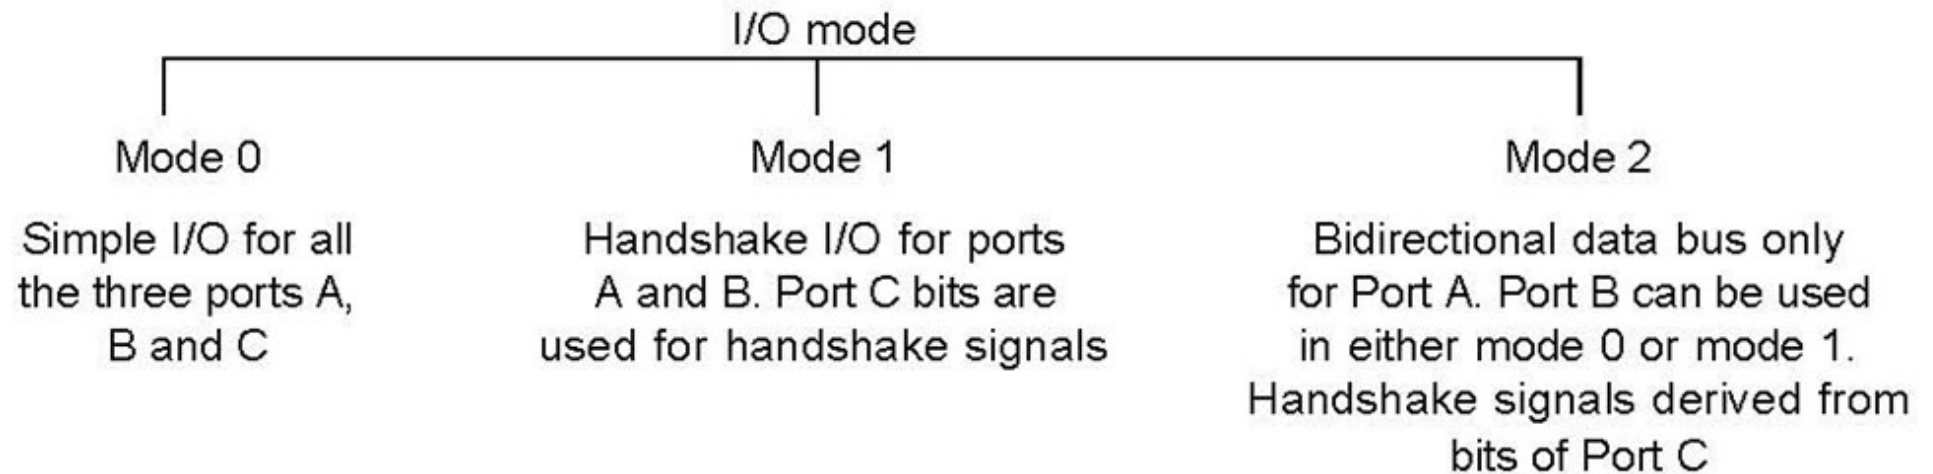 I/O mode
Mode 0
Simple I/O for all
the three ports A,
B and C
Mode 1
Handshake I/O for ports
A and B. Port C bits are
used for handshake signals
Mode 2
Bidirectional data bus only
for Port A. Port B can be used
in either mode 0 or mode 1.
Handshake signals derived from
bits of Port C